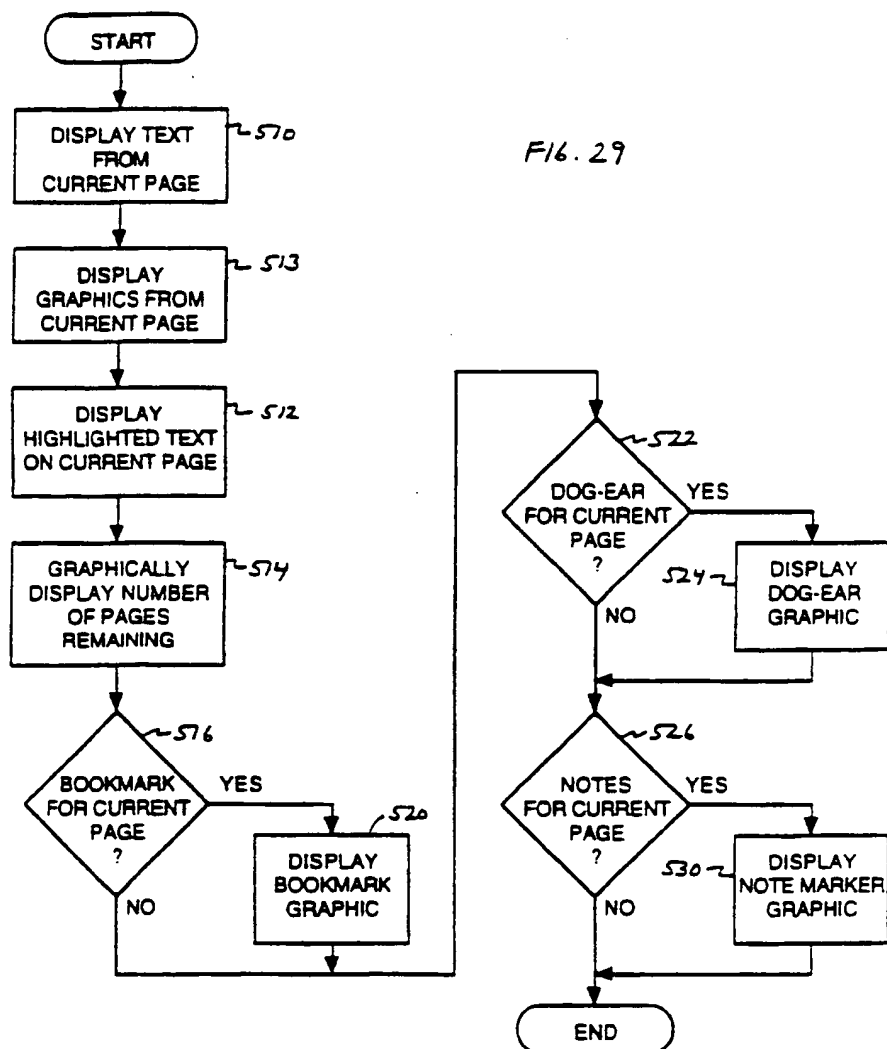 START
DISPLAY TEXT
FROM
CURRENT PAGE
510
FIG. 29
DISPLAY
GRAPHICS FROM
CURRENT PAGE
513
DISPLAY
HIGHLIGHTED TEXT
ON CURRENT PAGE
512
GRAPHICALLY
DISPLAY NUMBER
OF PAGES
REMAINING
514
BOOKMARK
FOR CURRENT
PAGE
?
516
YES
NO
DISPLAY
BOOKMARK
GRAPHIC
520
DOG-EAR
FOR CURRENT
PAGE
?
522
YES
NO
DISPLAY
DOG-EAR
GRAPHIC
524
NOTES
FOR CURRENT
PAGE
?
526
YES
NO
DISPLAY
NOTE MARKER
GRAPHIC
530
END